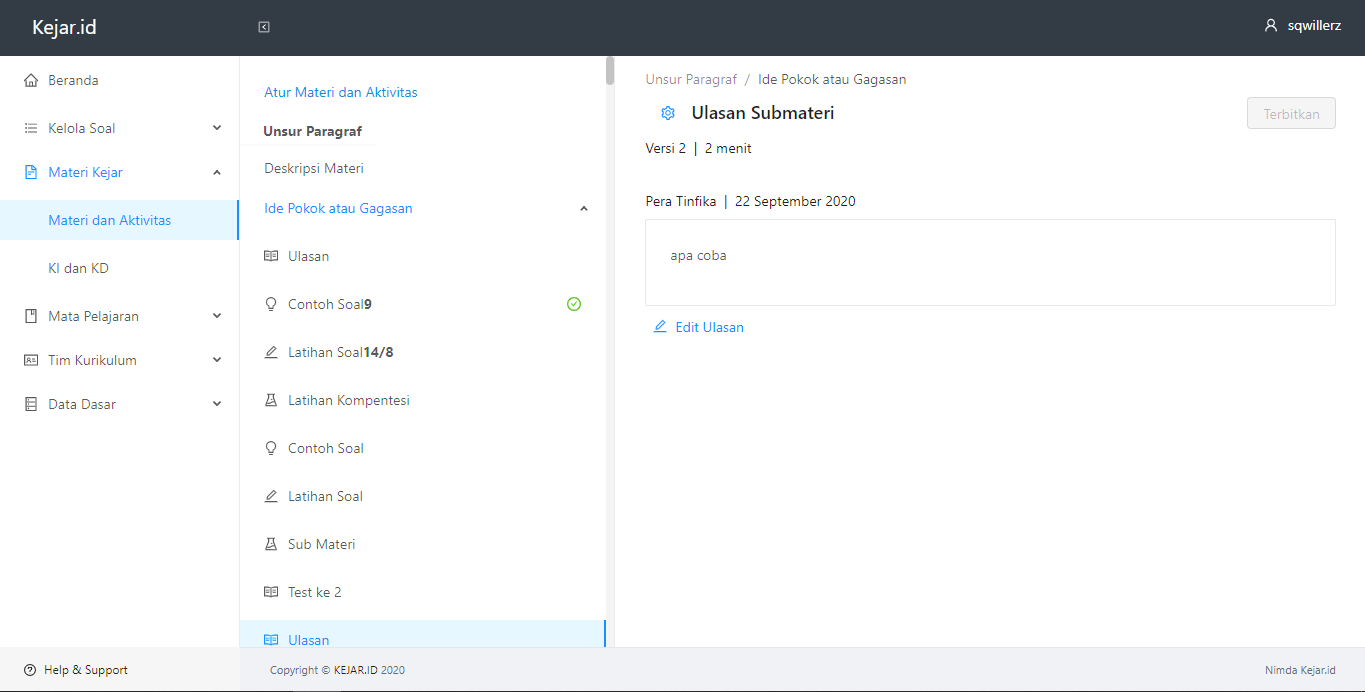 Kejar.id
sqwillerz
Beranda
Kelola Soal
Materi Kejar
Materi dan Aktivitas
KI dan KD
Mata Pelajaran
Tim Kurikulum
Data Dasar
Help & Support
Atur Materi dan Aktivitas
Unsur Paragraf
Deskripsi Materi
Ide Pokok atau Gagasan
Ulasan
Contoh Soal9
Latihan Soal14/8
Latihan Kompentesi
Contoh Soal
Latihan Soal
Sub Materi
Test ke 2
Ulasan
Unsur Paragraf / Ide Pokok atau Gagasan
Ulasan Submateri
Terbitkan
Versi 2 | 2 menit
Pera Tinfika | 22 September 2020
apa coba
Edit Ulasan
Copyright © KEJAR.ID 2020
Nimda Kejar.id